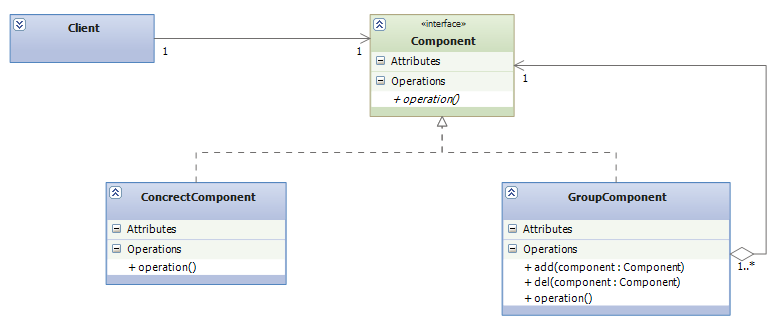 Client
1
1
«interface»
Component
Attributes
Operations
+ operation()
1
ConcrectComponent
Attributes
Operations
+ operation()
GroupComponent
Attributes
Operations
+ add(component : Component)
+ del(component : Component)
+ operation()
1..*